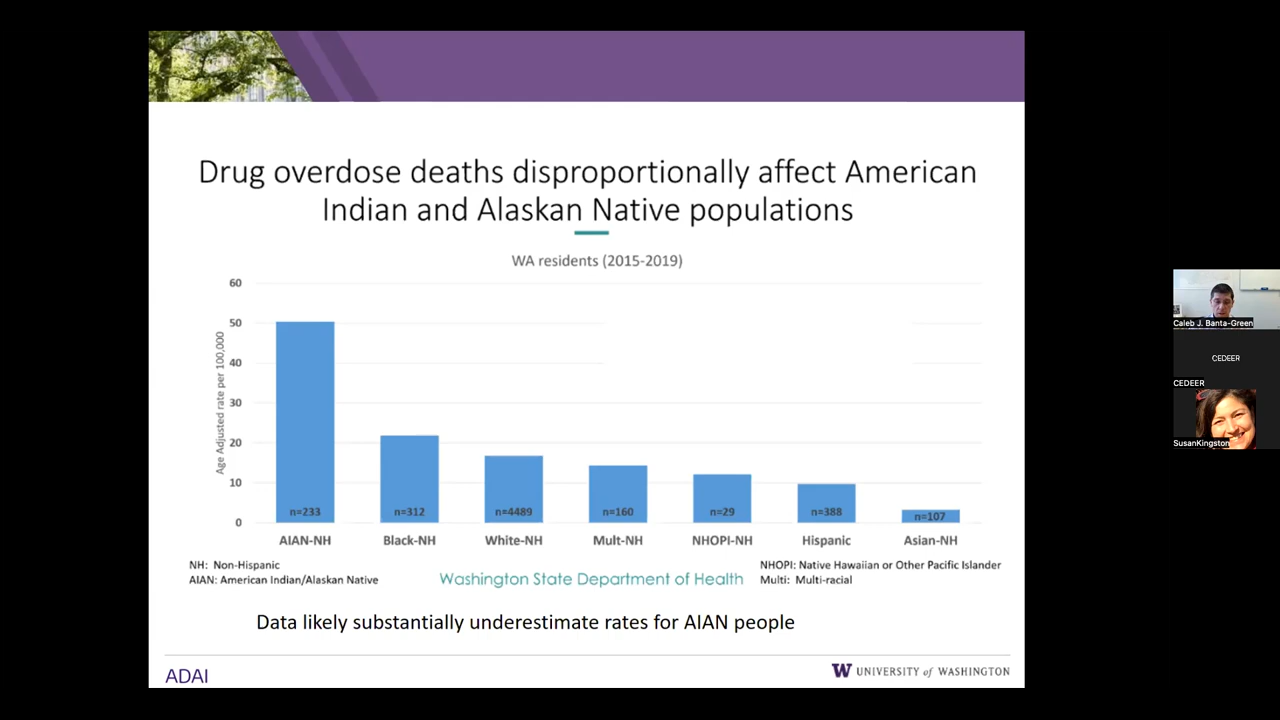 Drug overdose deaths disproportionally affect American
Indian and Alaskan Native populations
WA residents (2015-2019)
Age Adjusted rate per 100,000
60
50
40
30
20
10
0
n=233
n=312
n=4489
n=160
n=29
n=388
n=107
AIAN-NH
Black-NH
White-NH
Mult-NH
NHOPI-NH
Hispanic
Asian-NH
NH: Non-Hispanic
AIAN: American Indian/Alaskan Native
Washington State Department of Health
NHOPI: Native Hawaiian or Other Pacific Islander
Multi: Multi-racial
Data likely substantially underestimate rates for AIAN people
ADAI
W UNIVERSITY of WASHINGTON
Caleb J. Banta-Green
CEDEER
CEDEER
SusanKingston